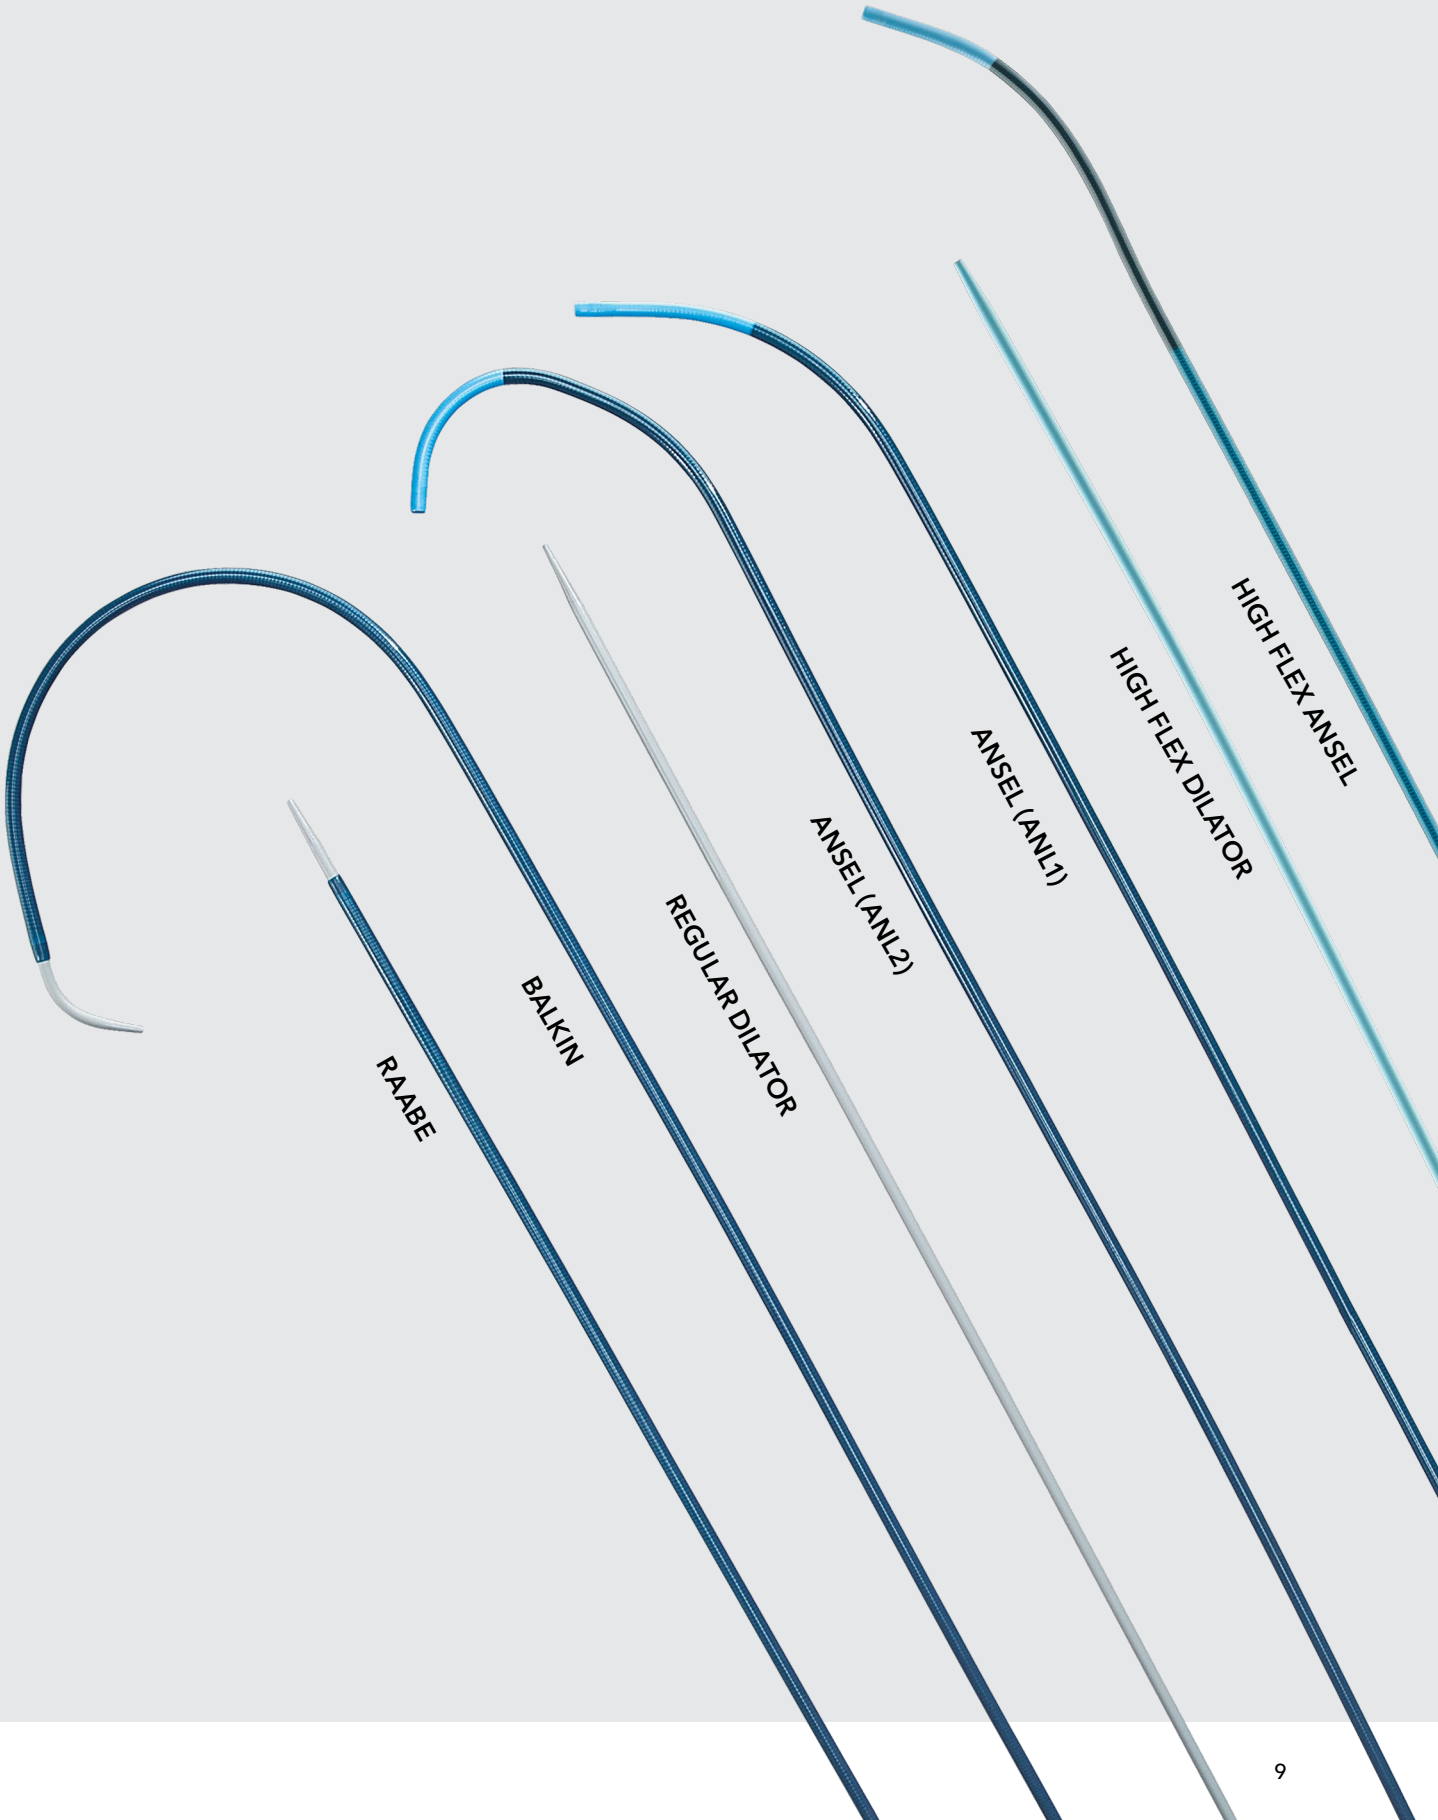 HIGH FLEX ANSEL
HIGH FLEX DILATOR
ANSEL (ANL1)
ANSEL (ANL2)
REGULAR DILATOR
BALKIN
RAABE
9